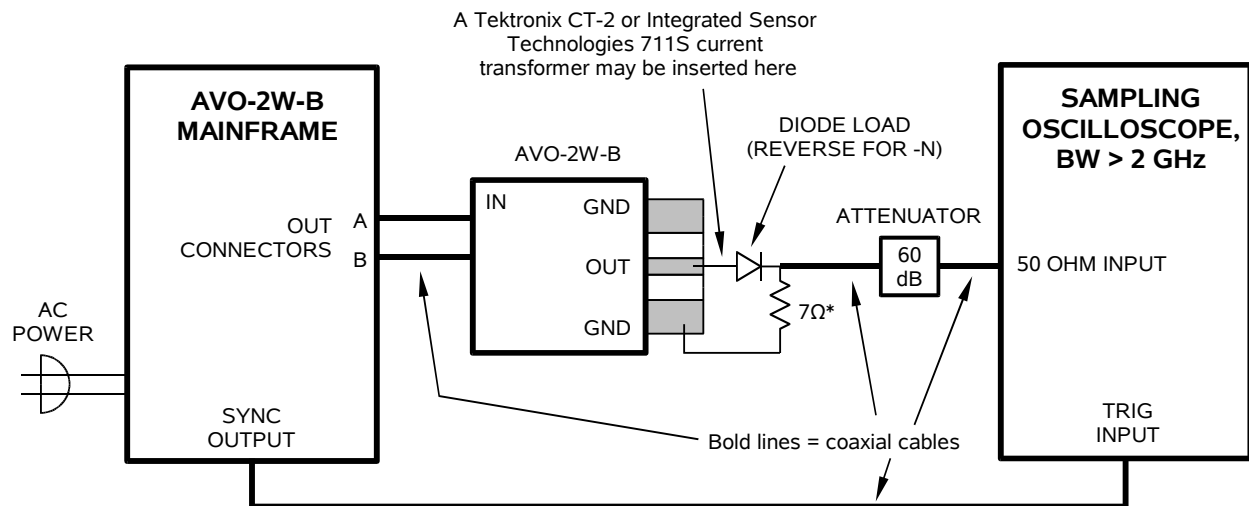 A Tektronix CT-2 or Integrated Sensor
Technologies 711S current
transformer may be inserted here
AVO-2W-B
MAINFRAME
SAMPLING
OSCILLOSCOPE,
BW > 2 GHz
DIODE LOAD
(REVERSE FOR -N)
AVO-2W-B
IN
GND
OUT
CONNECTORS
A
B
ATTENUATOR
OUT
60
dB
50 OHM INPUT
GND
7Ω*
AC
POWER
SYNC
OUTPUT
Bold lines = coaxial cables
TRIG
INPUT